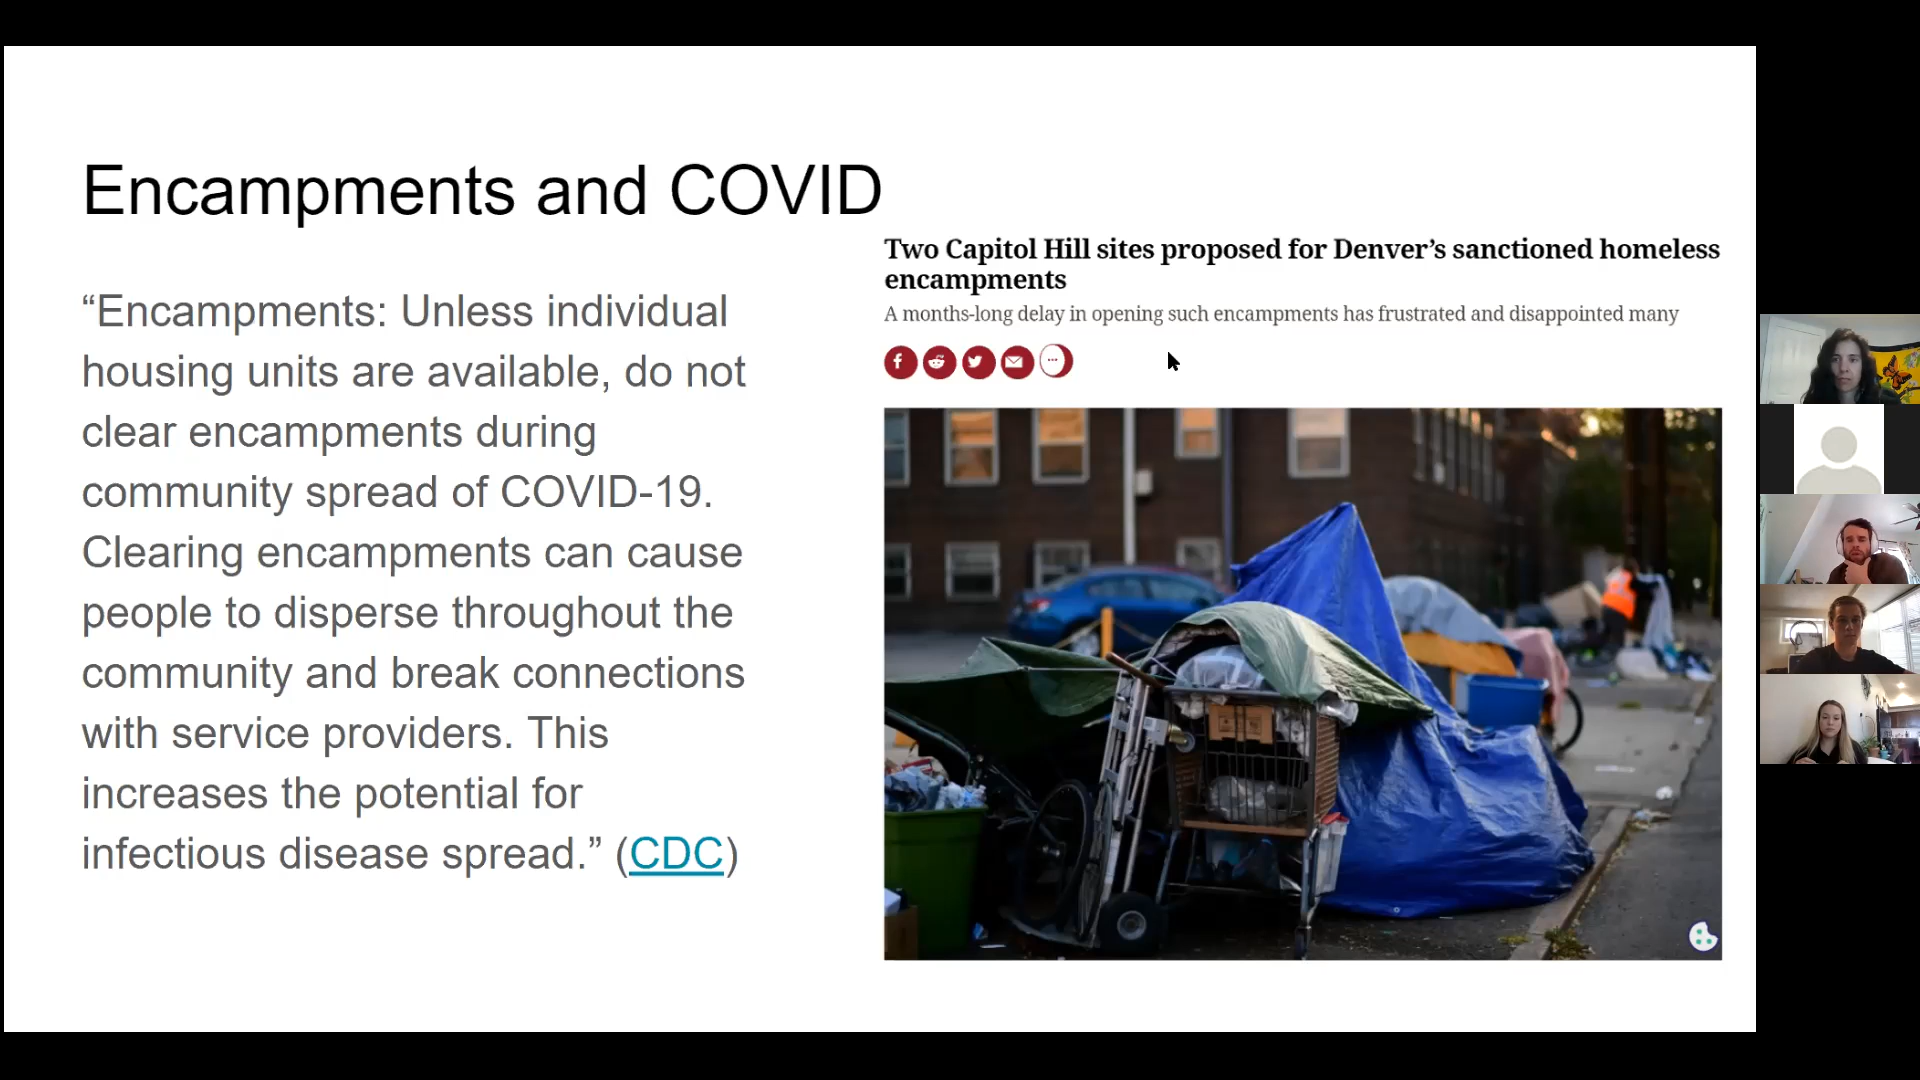 Encampments and COVID
“Encampments: Unless individual
housing units are available, do not
clear encampments during
community spread of COVID-19.
Clearing encampments can cause
people to disperse throughout the
community and break connections
with service providers. This
increases the potential for
infectious disease spread.” (CDC)
Two Capitol Hill sites proposed for Denver’s sanctioned homeless
encampments
A months-long delay in opening such encampments has frustrated and disappointed many